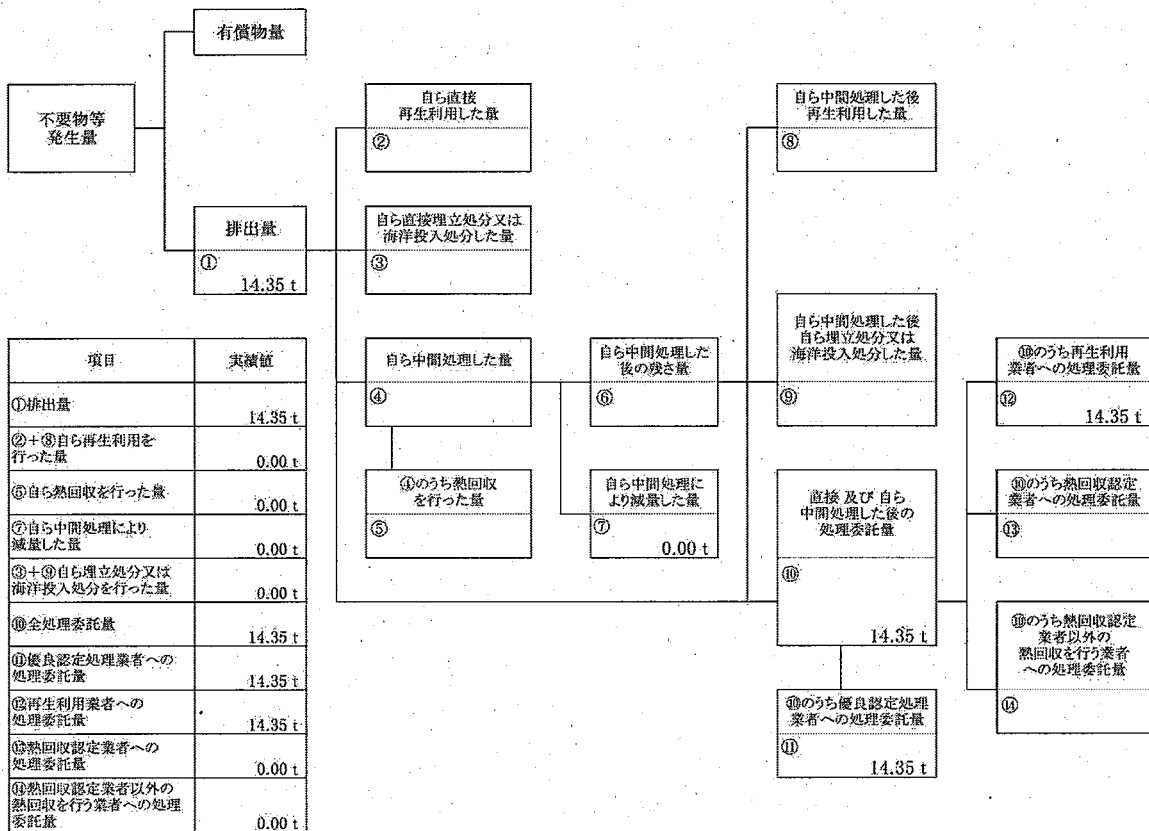 有償物量
不要物等
発生量
自ら直接
再生利用した量
②
自ら中間処理した後
再生利用した量
⑧
排出量
①
14.35 t
自ら直接埋立処分又は
海洋投入処分した量
③
自ら中間処理した量
④
自ら中間処理した
後の残さ量
⑥
自ら中間処理した後
自ら埋立処分又は
海洋投入処分した量
⑨
⑩のうち再生利用
業者への処理委託量
⑫
14.35 t
④のうち熱回収
を行った量
⑤
自ら中間処理に
より減量した量
⑦
0.00 t
直接 及び 自ら
中間処理した後の
処理委託量
⑩
14.35 t
⑩のうち熱回収認定
業者への処理委託量
⑬
⑩のうち熱回収認定
業者以外の
熱回収を行う業者
への処理委託量
⑭
⑩のうち優良認定処理
業者への処理委託量
⑪
14.35 t
項目 実績値
①排出量 14.35 t
②+⑧自ら再生利用を
行った量 0.00 t
⑤自ら熱回収を行った量 0.00 t
⑦自ら中間処理により
減量した量 0.00 t
③+⑨自ら埋立処分又は
海洋投入処分を行った量 0.00 t
⑩全処理委託量 14.35 t
⑪優良認定処理業者への
処理委託量 14.35 t
⑫再生利用業者への
処理委託量 14.35 t
⑬熱回収認定業者への
処理委託量 0.00 t
⑭熱回収認定業者以外の
熱回収を行う業者への処理
委託量 0.00 t